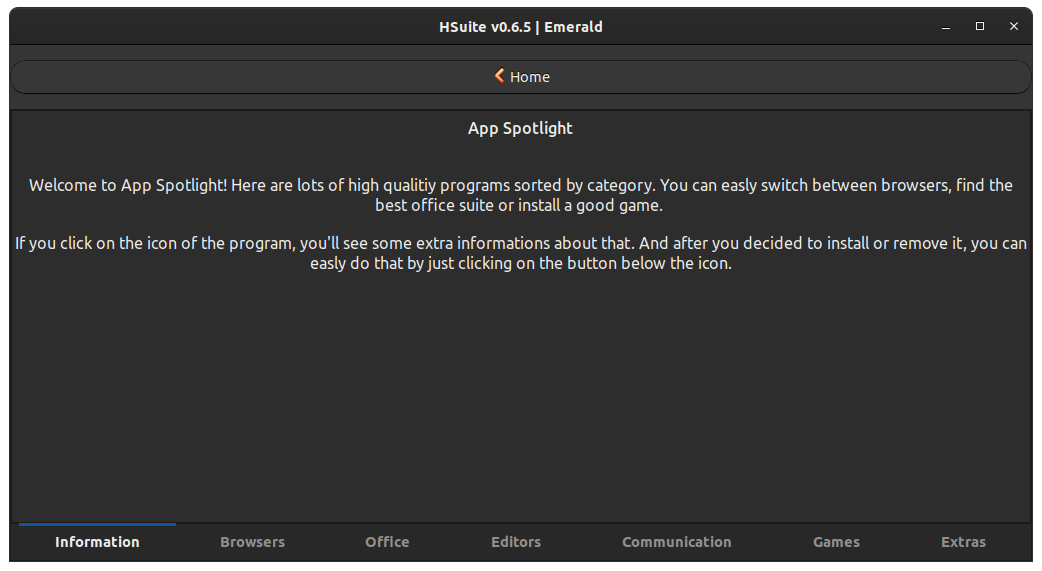 HSuite v0.6.5 | Emerald
Home
App Spotlight
Welcome to App Spotlight! Here are lots of high qualitiy programs sorted by category. You can easly switch between browsers, find the
best office suite or install a good game.
If you click on the icon of the program, you'll see some extra informations about that. And after you decided to install or remove it, you can
easly do that by just clicking on the button below the icon.
Information Browsers Office Editors Communication Games Extras